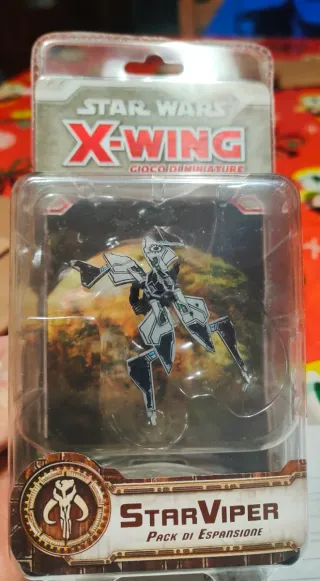 STAR WARS
X-WING
GIOCO DI MINIATURE
STARVIPER
PACK DI ESPANSIONE